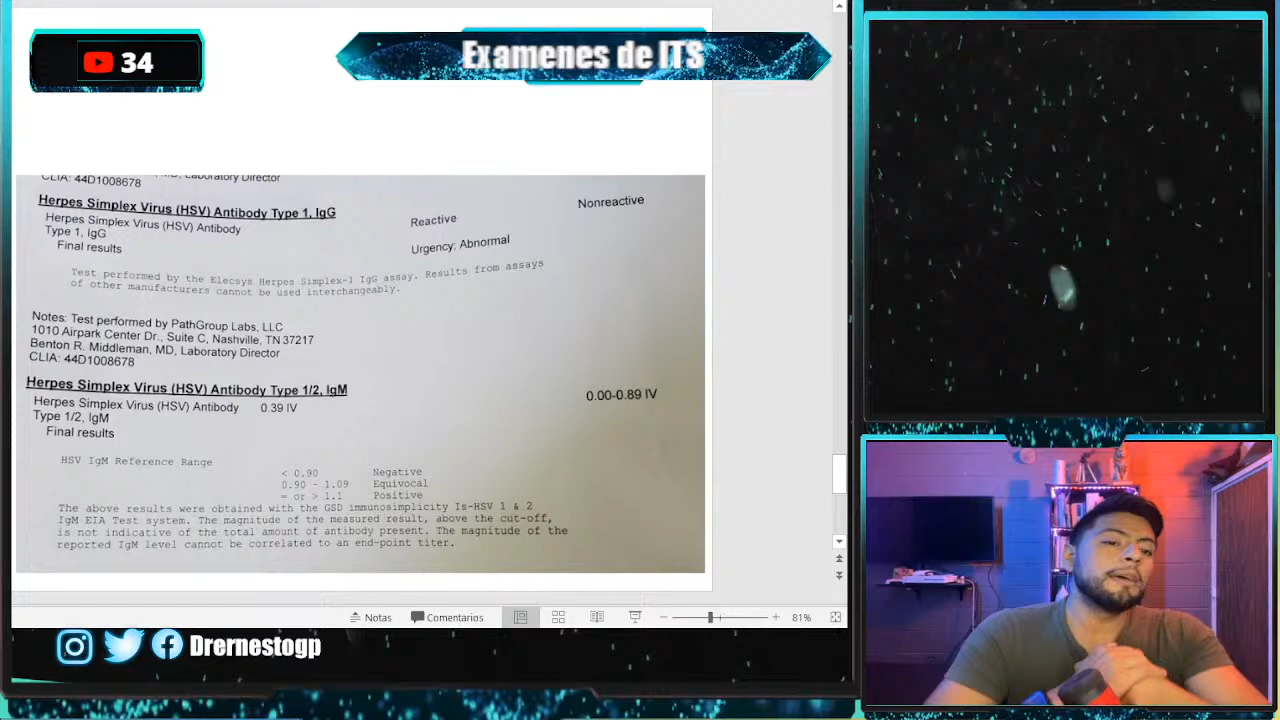 34
Examenes de ITS
CLIA: 44D1008678
Laboratory Director
Herpes Simplex Virus (HSV) Antibody Type 1, IgG
Herpes Simplex Virus (HSV) Antibody
Type 1, IgG
Final results
Reactive
Nonreactive
Urgency: Abnormal
Test performed by the Elecsys Herpes Simplex-1 IgG assay. Results from assays
of other manufacturers cannot be used interchangeably.
Notes: Test performed by PathGroup Labs, LLC
1010 Airpark Center Dr., Suite C, Nashville, TN 37217
Benton R. Middleman, MD, Laboratory Director
CLIA: 44D1008678
Herpes Simplex Virus (HSV) Antibody Type 1/2, IgM
Herpes Simplex Virus (HSV) Antibody 0.39 IV 0.00-0.89 IV
Type 1/2, IgM
Final results
HSV IgM Reference Range
< 0.90 Negative
0.90 - 1.09 Equivocal
= or > 1.1 Positive
The above results were obtained with the GSD immunosimplicity Is-HSV 1 & 2
IgM EIA Test system. The magnitude of the measured result, above the cut-off,
is not indicative of the total amount of antibody present. The magnitude of the
reported IgM level cannot be correlated to an end-point titer.
Notas Comentarios 81%
Drernestogp